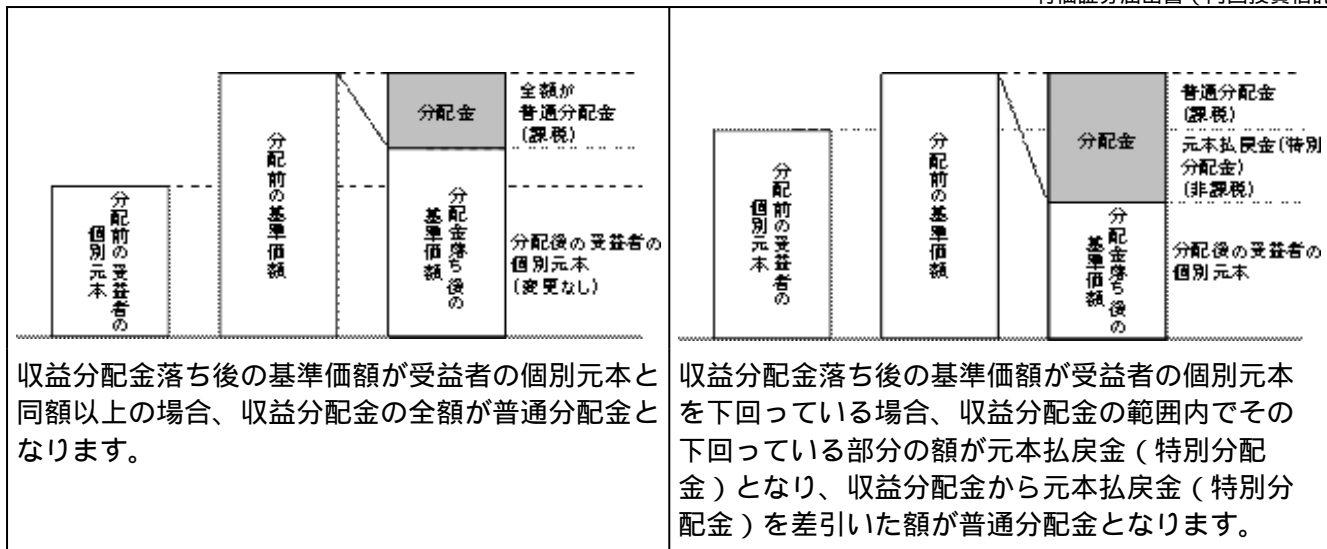 全額が
普通分配金
(課税)
分配金
分配前の受益者の
個別元本
分配前の基準価額
分配金落ち後の
基準価額
分配後の受益者の
個別元本
(変更なし)
収益分配金落ち後の基準価額が受益者の個別元本と
同額以上の場合、収益分配金の全額が普通分配金と
なります。
普通分配金
(課税)
元本払戻金(特別
分配金)
(非課税)
分配金
分配前の受益者の
個別元本
分配前の基準価額
分配金落ち後の
基準価額
分配後の受益者の
個別元本
収益分配金落ち後の基準価額が受益者の個別元本
を下回っている場合、収益分配金の範囲内でその
下回っている部分の額が元本払戻金(特別分配
金)となり、収益分配金から元本払戻金(特別分
配金)を差引いた額が普通分配金となります。